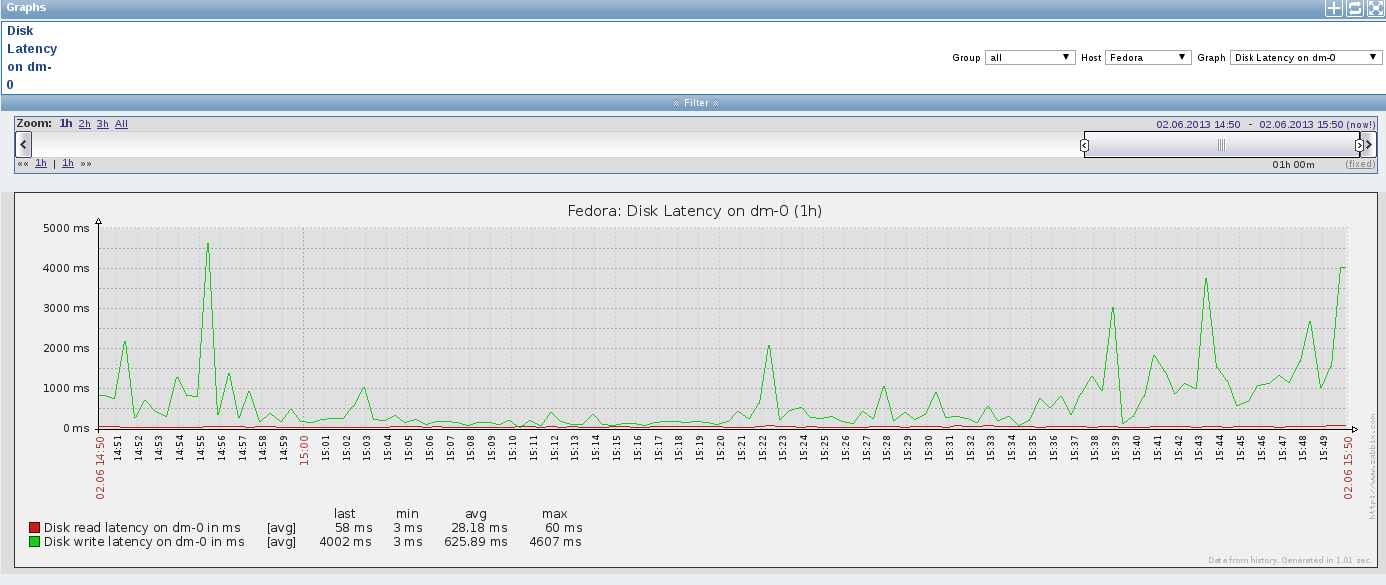 Graphs
Disk
Latency
on dm-
0
Group all Host Fedora Graph Disk Latency on dm-0
Filter
Zoom: 1h 2h 3h All 02.06.2013 14:50 - 02.06.2013 15:50 (now!)
«« 1h | 1h »» 01h 00m (fixed)
Fedora: Disk Latency on dm-0 (1h)
5000 ms
4000 ms
3000 ms
2000 ms
1000 ms
0 ms
02.06 14:50 14:51 14:52 14:53 14:54 14:55 14:56 14:57 14:58 14:59 15:00 15:01 15:02 15:03 15:04 15:05 15:06 15:07 15:08 15:09 15:10 15:11 15:12 15:13 15:14 15:15 15:16 15:17 15:18 15:19 15:20 15:21 15:22 15:23 15:24 15:25 15:26 15:27 15:28 15:29 15:30 15:31 15:32 15:33 15:34 15:35 15:36 15:37 15:38 15:39 15:40 15:41 15:42 15:43 15:44 15:45 15:46 15:47 15:48 15:49 02.06 15:50
http://www.zabbix.com
last min avg max
Disk read latency on dm-0 in ms [avg] 58 ms 3 ms 28.18 ms 60 ms
Disk write latency on dm-0 in ms [avg] 4002 ms 3 ms 625.89 ms 4607 ms
Data from history. Generated in 1.01 sec.